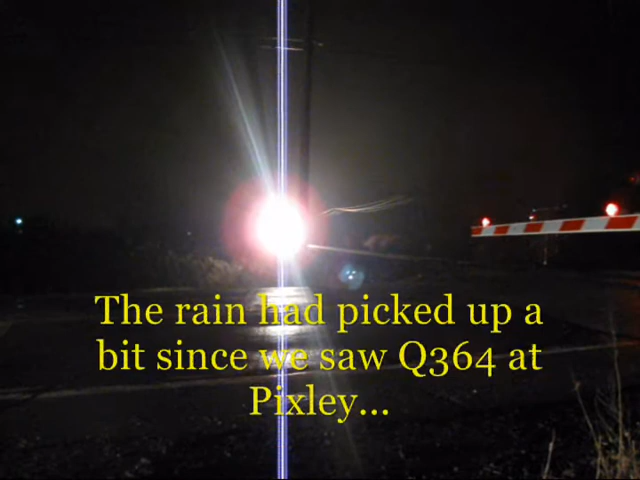 The rain had picked up a
bit since we saw Q364 at
Pixley...